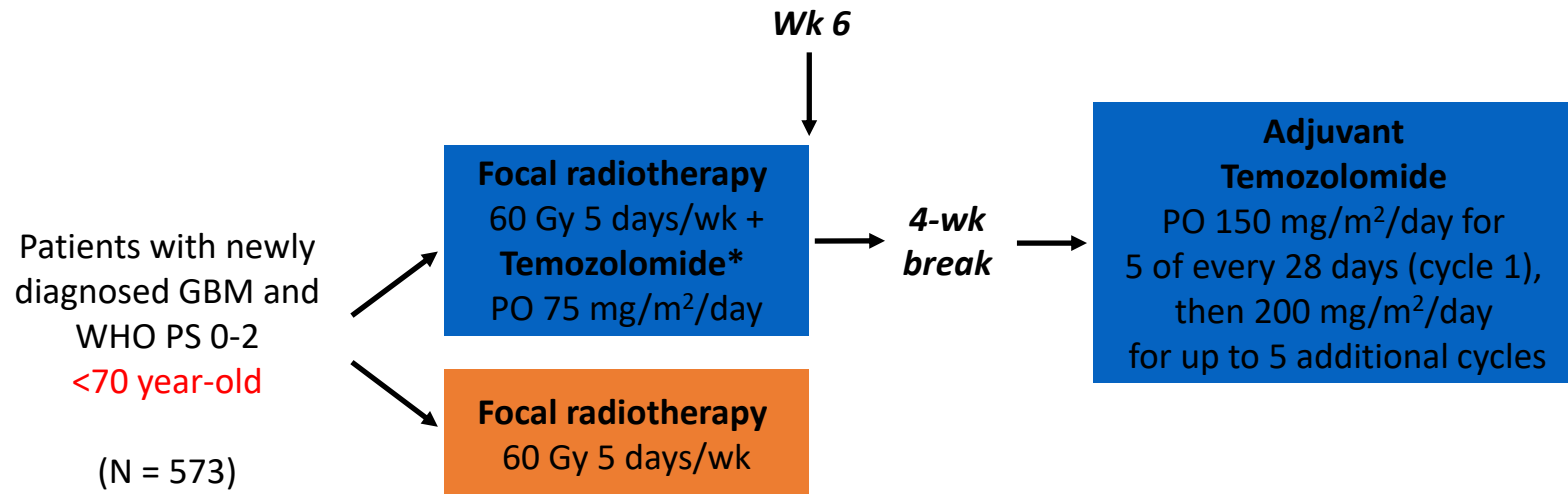 Wk 6
Patients with newly
diagnosed GBM and
WHO PS 0-2
<70 year-old
(N = 573)
Focal radiotherapy
60 Gy 5 days/wk +
Temozolomide*
PO 75 mg/m²/day
Focal radiotherapy
60 Gy 5 days/wk
4-wk
break
Adjuvant
Temozolomide
PO 150 mg/m²/day for
5 of every 28 days (cycle 1),
then 200 mg/m²/day
for up to 5 additional cycles